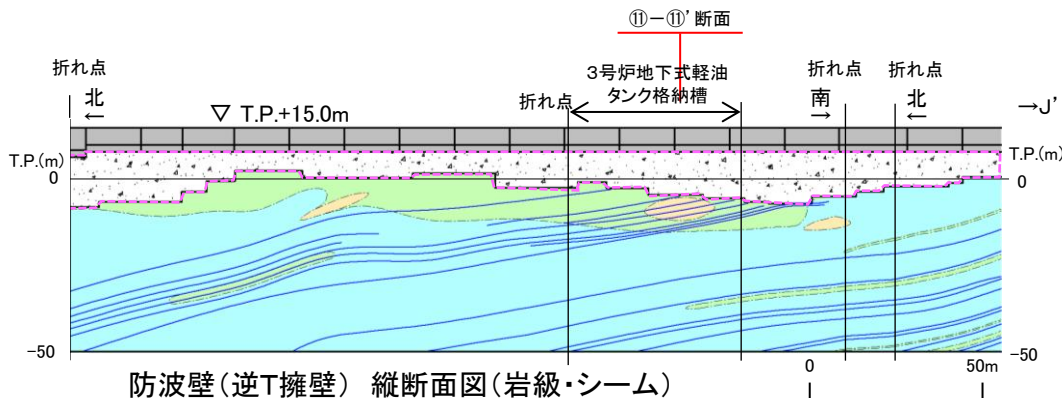 ⑪-⑪’断面
折れ点
北
←
▽ T.P.+15.0m
折れ点
3号炉地下式軽油
タンク格納槽
折れ点
南
→
折れ点
北
←
→J’
T.P.(m)
T.P.(m)
0
0
-50
-50
防波壁(逆T擁壁) 縦断面図(岩級・シーム)
0
50m